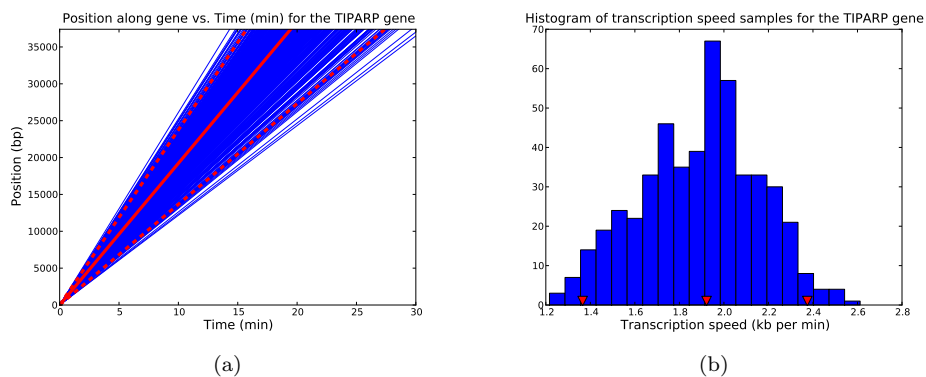 Position along gene vs. Time (min) for the TIPARP gene
35000
30000
25000
20000
15000
10000
5000
0
Position (bp)
0 5 10 15 20 25 30
Time (min)
(a)
Histogram of transcription speed samples for the TIPARP gene
70
60
50
40
30
20
10
0
1.2 1.4 1.6 1.8 2.0 2.2 2.4 2.6 2.8
Transcription speed (kb per min)
(b)